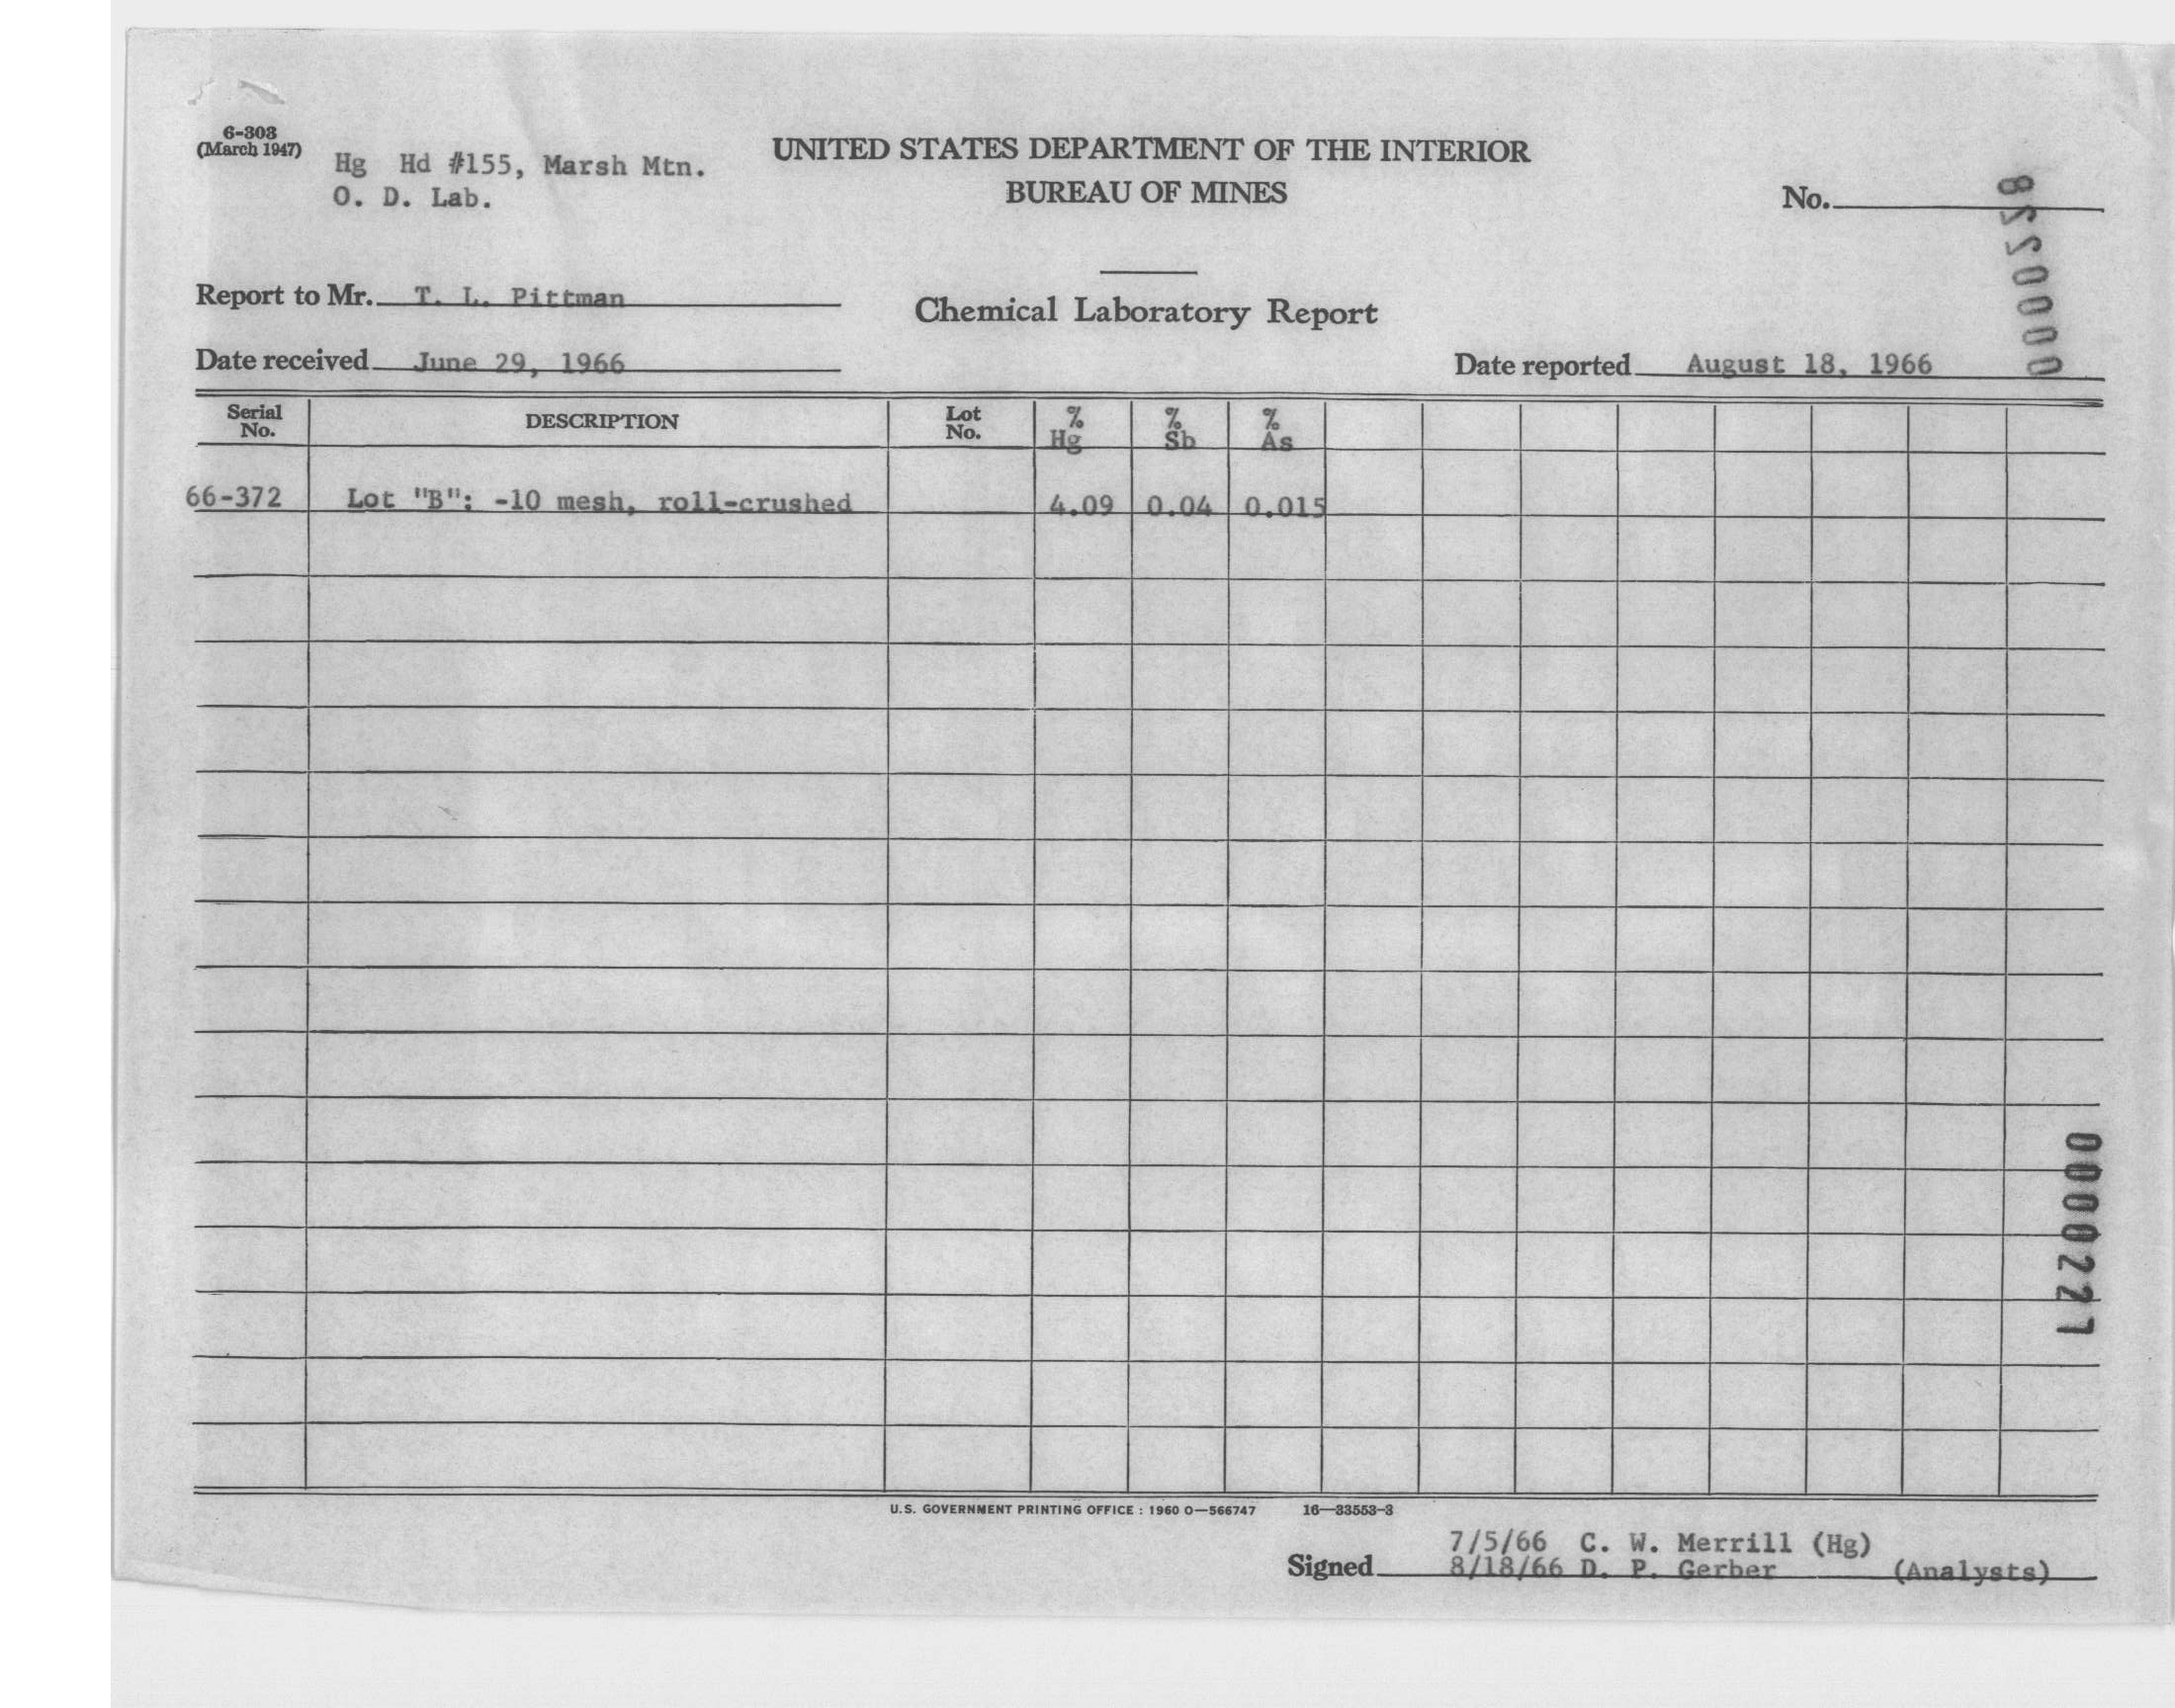 6-303
(March 1947)
Hg Hd #155, Marsh Mtn.
O. D. Lab.
UNITED STATES DEPARTMENT OF THE INTERIOR
BUREAU OF MINES
No.
0000228
Report to Mr. T. L. Pittman
Chemical Laboratory Report
Date received June 29, 1966
Date reported August 18, 1966
Serial No. DESCRIPTION Lot No. % Hg % Sb % As
66-372 Lot "B": -10 mesh, roll-crushed 4.09 0.04 0.015
0000227
U.S. GOVERNMENT PRINTING OFFICE : 1960 O—566747 16—33553-3
7/5/66 C. W. Merrill (Hg)
Signed 8/18/66 D. P. Gerber (Analysts)